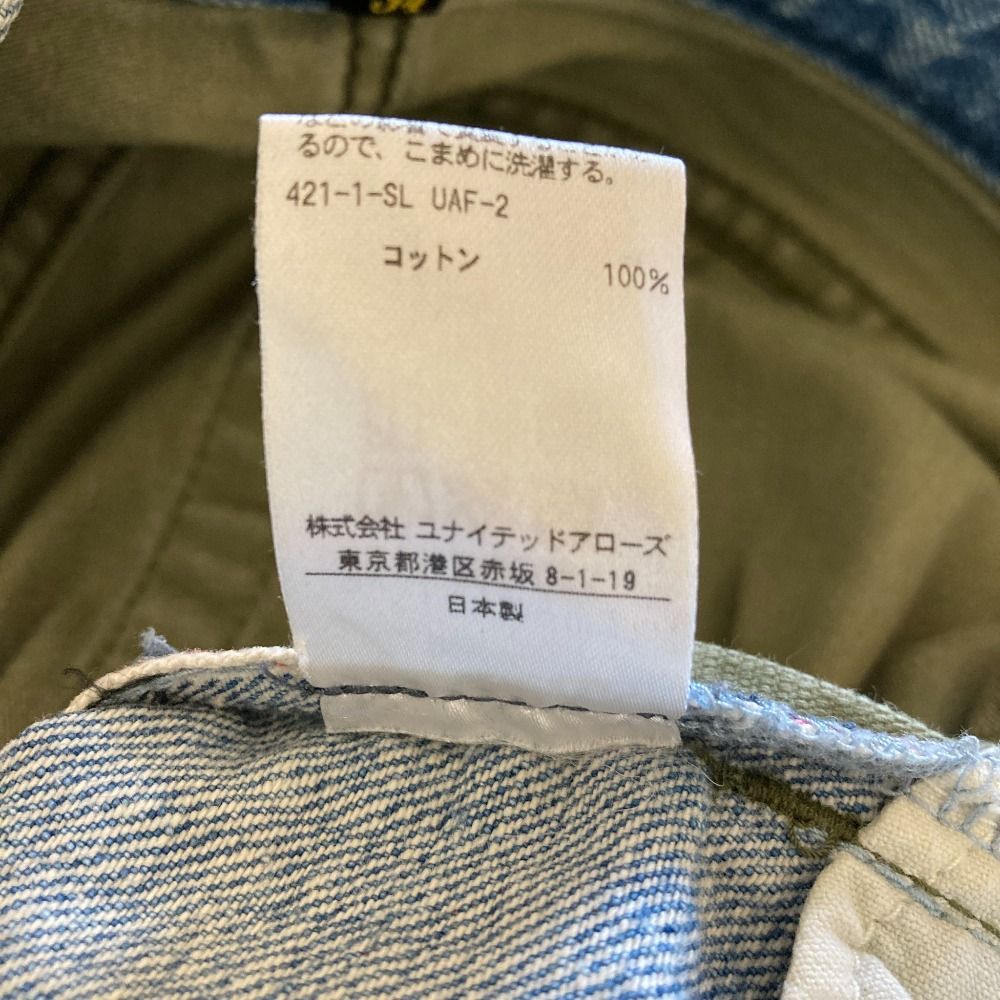 るので、こまめに洗濯する。
421-1-SL UAF-2
コットン 100%
株式会社 ユナイテッドアローズ
東京都港区赤坂 8-1-19
日本製